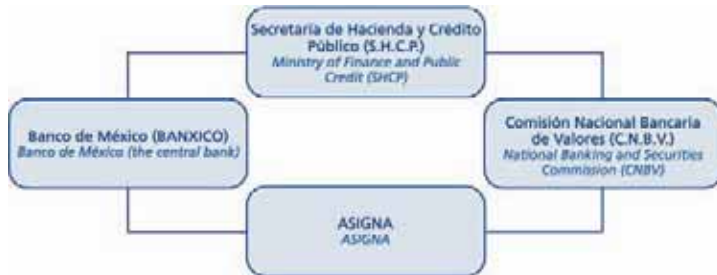 Secretaría de Hacienda y Crédito
Público (S.H.C.P.)
Ministry of Finance and Public
Credit (SHCP)
Banco de México (BANXICO)
Banco de México (the central bank)
Comisión Nacional Bancaria
de Valores (C.N.B.V.)
National Banking and Securities
Commission (CNBV)
ASIGNA
ASIGNA